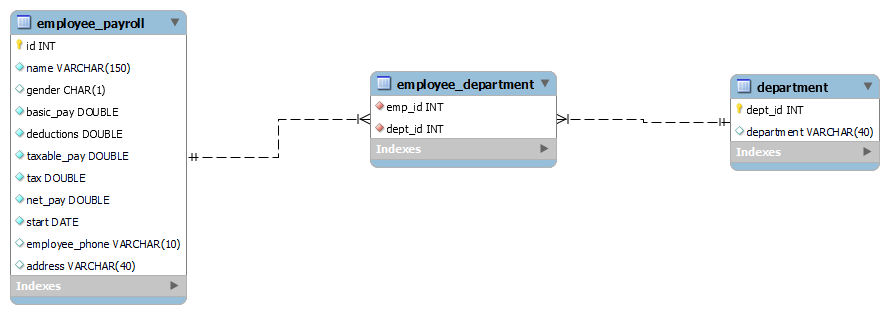 employee_payroll
id INT
name VARCHAR(150)
gender CHAR(1)
basic_pay DOUBLE
deductions DOUBLE
taxable_pay DOUBLE
tax DOUBLE
net_pay DOUBLE
start DATE
employee_phone VARCHAR(10)
address VARCHAR(40)
Indexes
employee_department
emp_id INT
dept_id INT
Indexes
department
dept_id INT
department VARCHAR(40)
Indexes